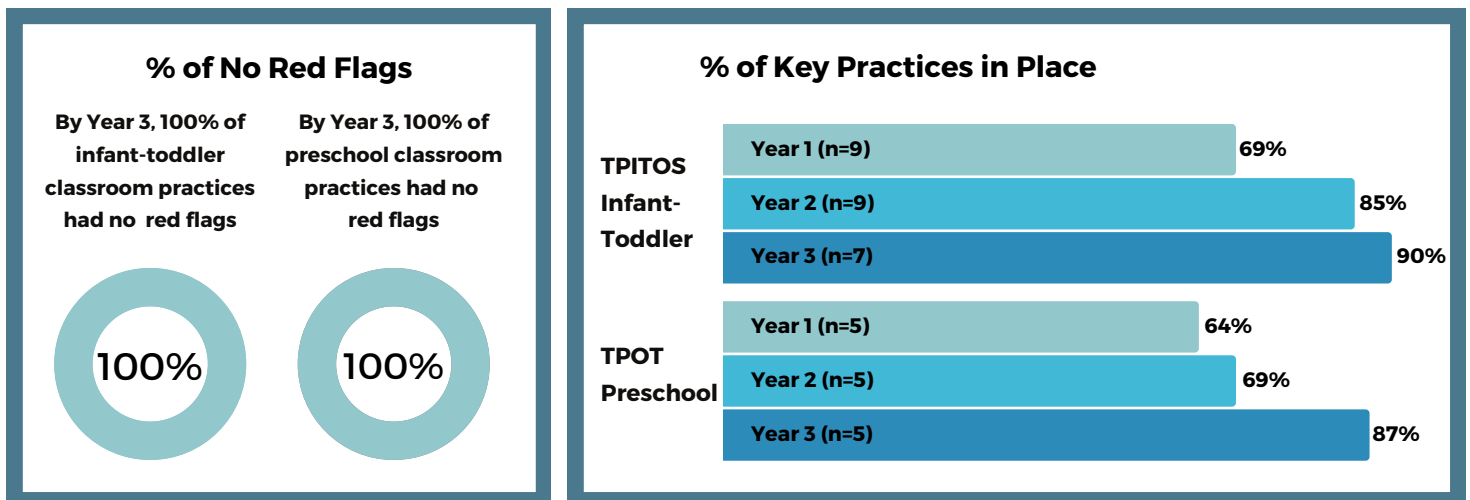 % of No Red Flags
By Year 3, 100% of
infant-toddler
classroom practices
had no red flags
By Year 3, 100% of
preschool classroom
practices had no
red flags
100%
100%
% of Key Practices in Place
TPITOS
Infant-
Toddler
Year 1 (n=9)
69%
Year 2 (n=9)
85%
Year 3 (n=7)
90%
TPOT
Preschool
Year 1 (n=5)
64%
Year 2 (n=5)
69%
Year 3 (n=5)
87%